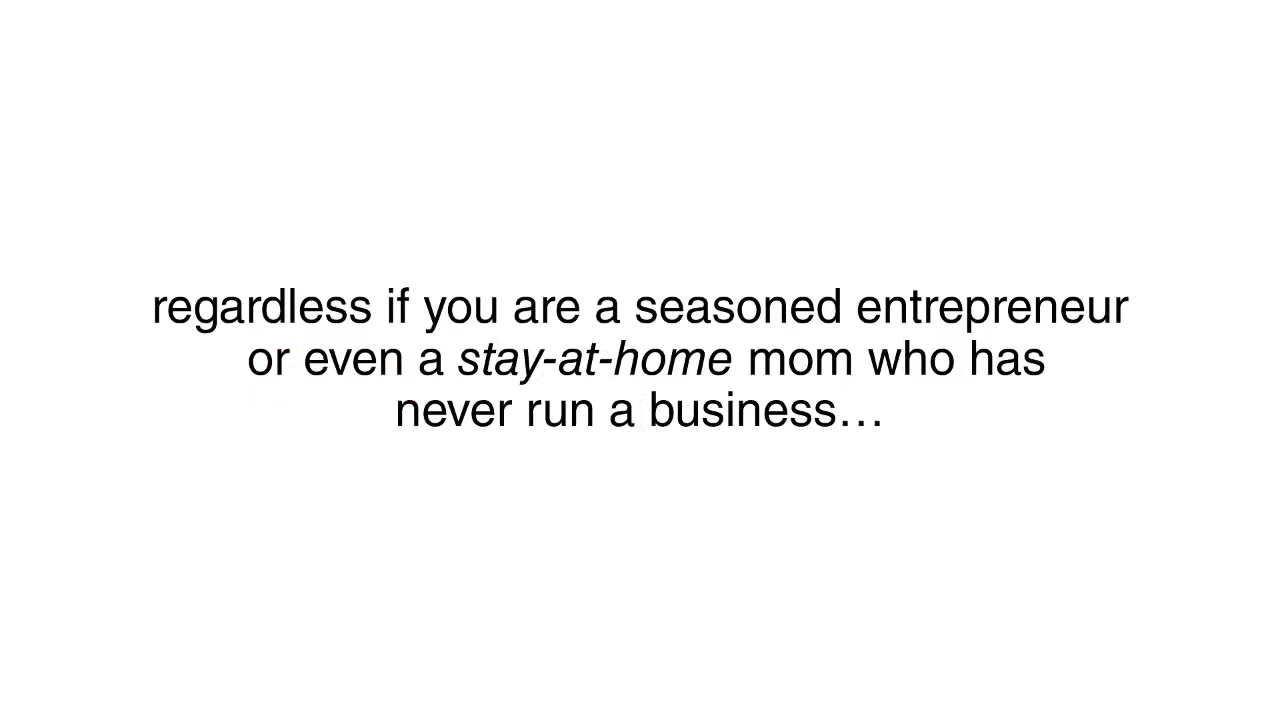 regardless if you are a seasoned entrepreneur
or even a stay-at-home mom who has
never run a business…